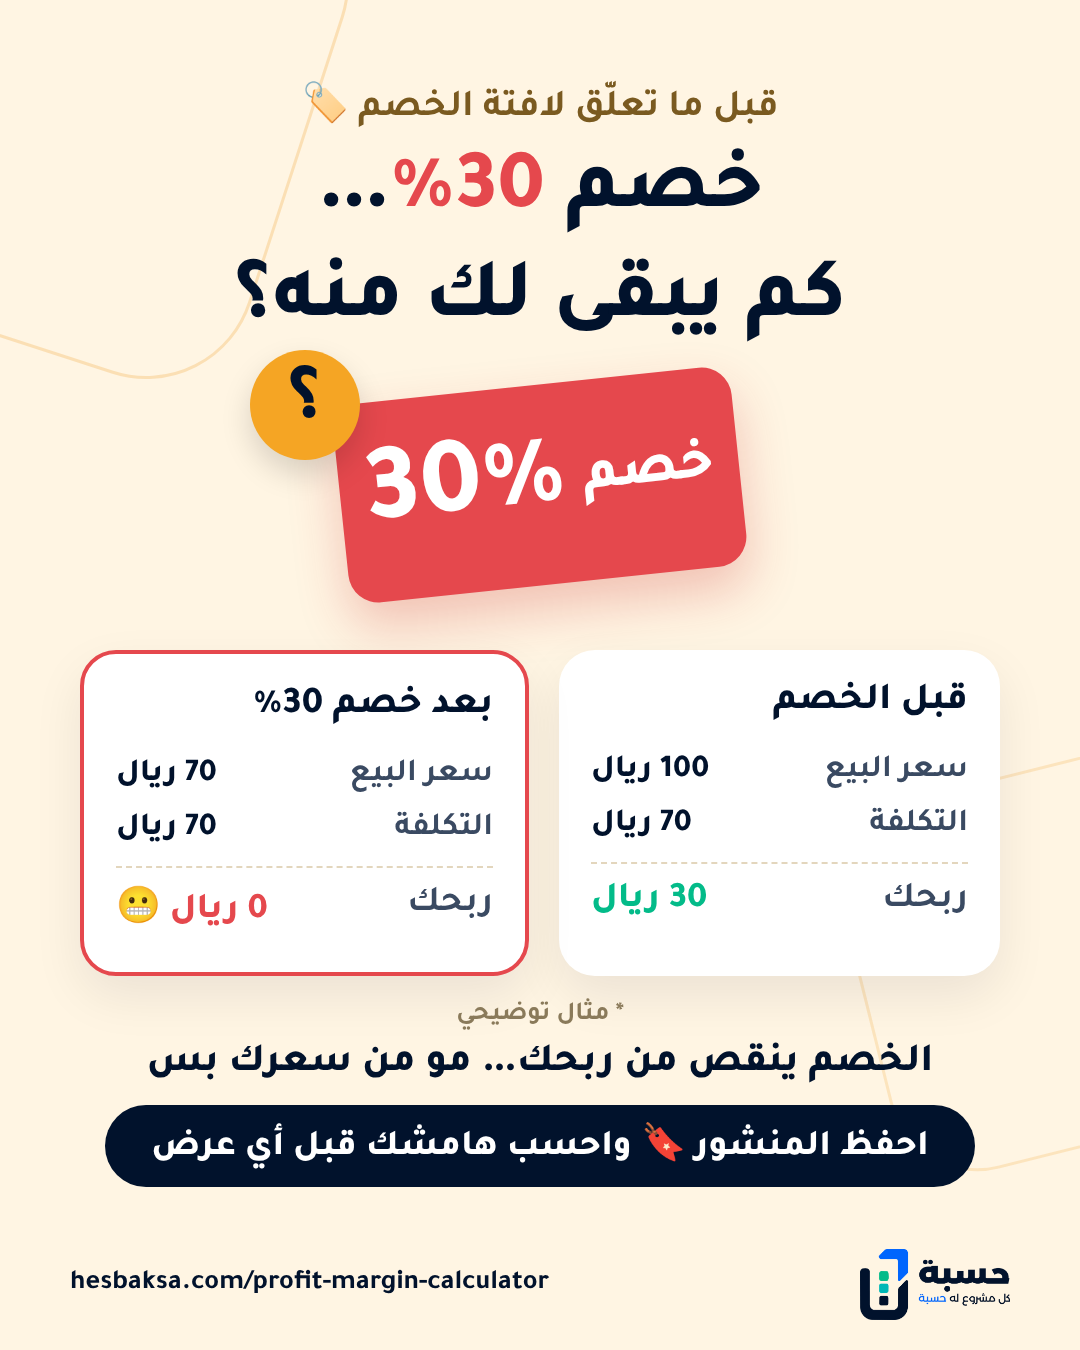 قبل ما تعلّق لافتة الخصم 🏷️
خصم 30%...
كم يبقى لك منه؟
؟
خصم 30%
قبل الخصم
سعر البيع 100 ريال
التكلفة 70 ريال
ربحك 30 ريال
بعد خصم 30%
سعر البيع 70 ريال
التكلفة 70 ريال
ربحك 0 ريال 😬
* مثال توضيحي
الخصم ينقص من ربحك... مو من سعرك بس
احفظ المنشور 🔖 واحسب هامشك قبل أي عرض
حسبة
كل مشروع له حسبة
hesbaksa.com/profit-margin-calculator